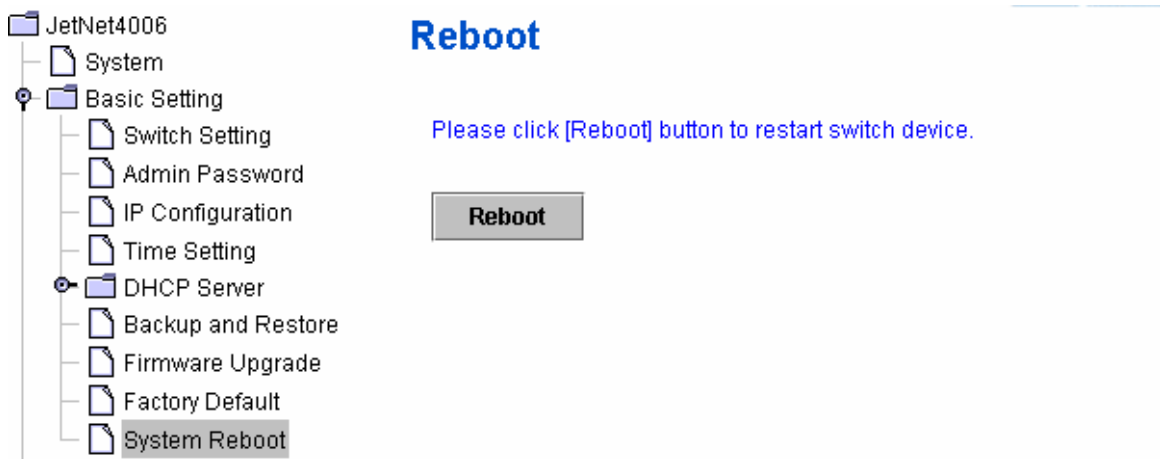 JetNet4006
System
Basic Setting
Switch Setting
Admin Password
IP Configuration
Time Setting
DHCP Server
Backup and Restore
Firmware Upgrade
Factory Default
System Reboot
Reboot
Please click [Reboot] button to restart switch device.
Reboot